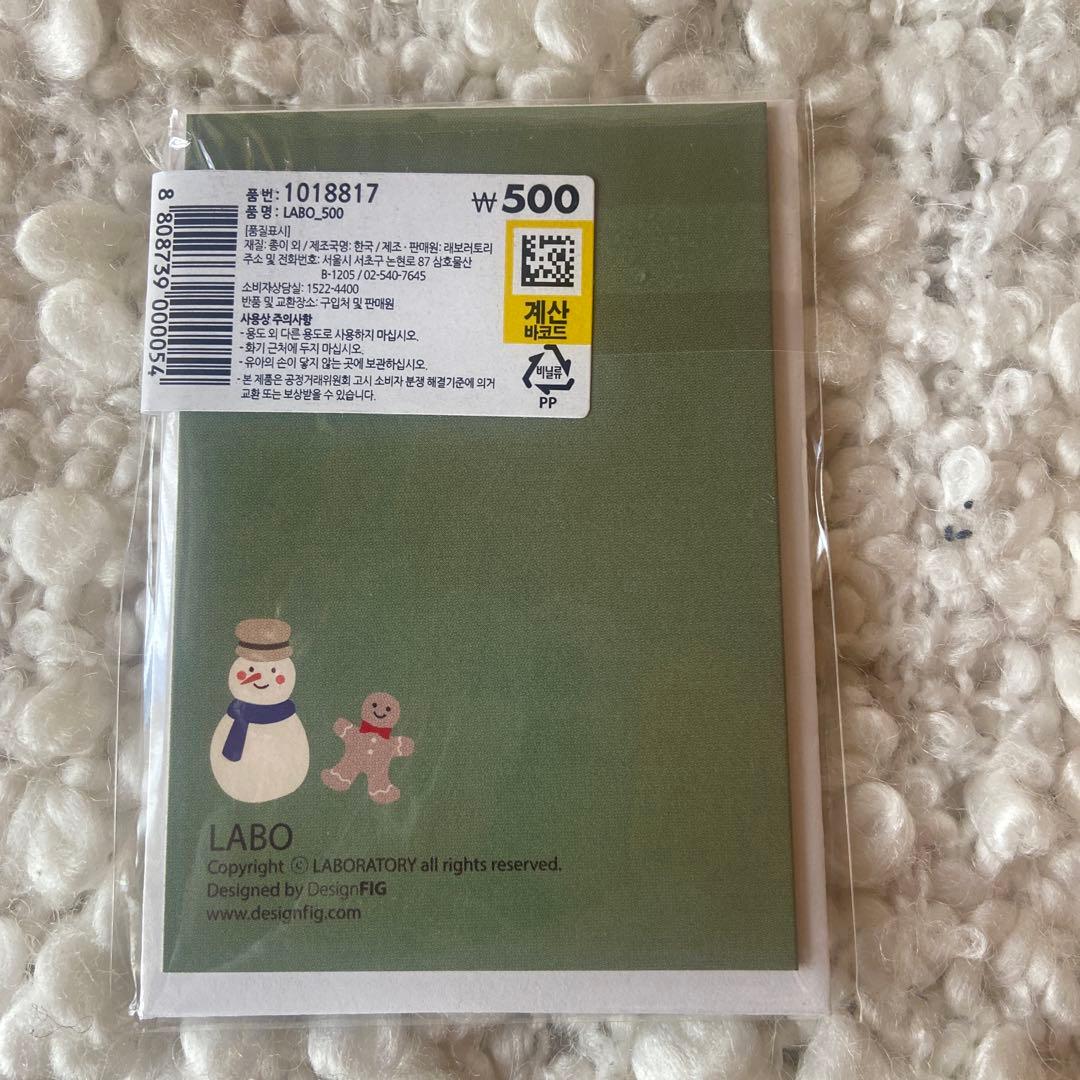 품 번 : 1018817
₩500
품 명 : LABO_500
[품질표시]
재질: 종이 외 / 제조국명: 한국 / 제조 · 판매원: 래보러토리
주소 및 전화번호: 서울시 서초구 논현로 87 삼호물산
B-1205 / 02-540-7645
소비자상담실: 1522-4400
반품 및 교환장소: 구입처 및 판매원
사용상 주의사항
- 용도 외 다른 용도로 사용하지 마십시오.
- 화기 근처에 두지 마십시오.
- 유아의 손이 닿지 않는 곳에 보관하십시오.
- 본 제품은 공정거래위원회 고시 소비자 분쟁 해결기준에 의거
교환 또는 보상받을 수 있습니다.
8 808739 000054
계산
바코드
비닐류
PP
LABO
Copyright ⓒ LABORATORY all rights reserved.
Designed by DesignFIG
www.designfig.com